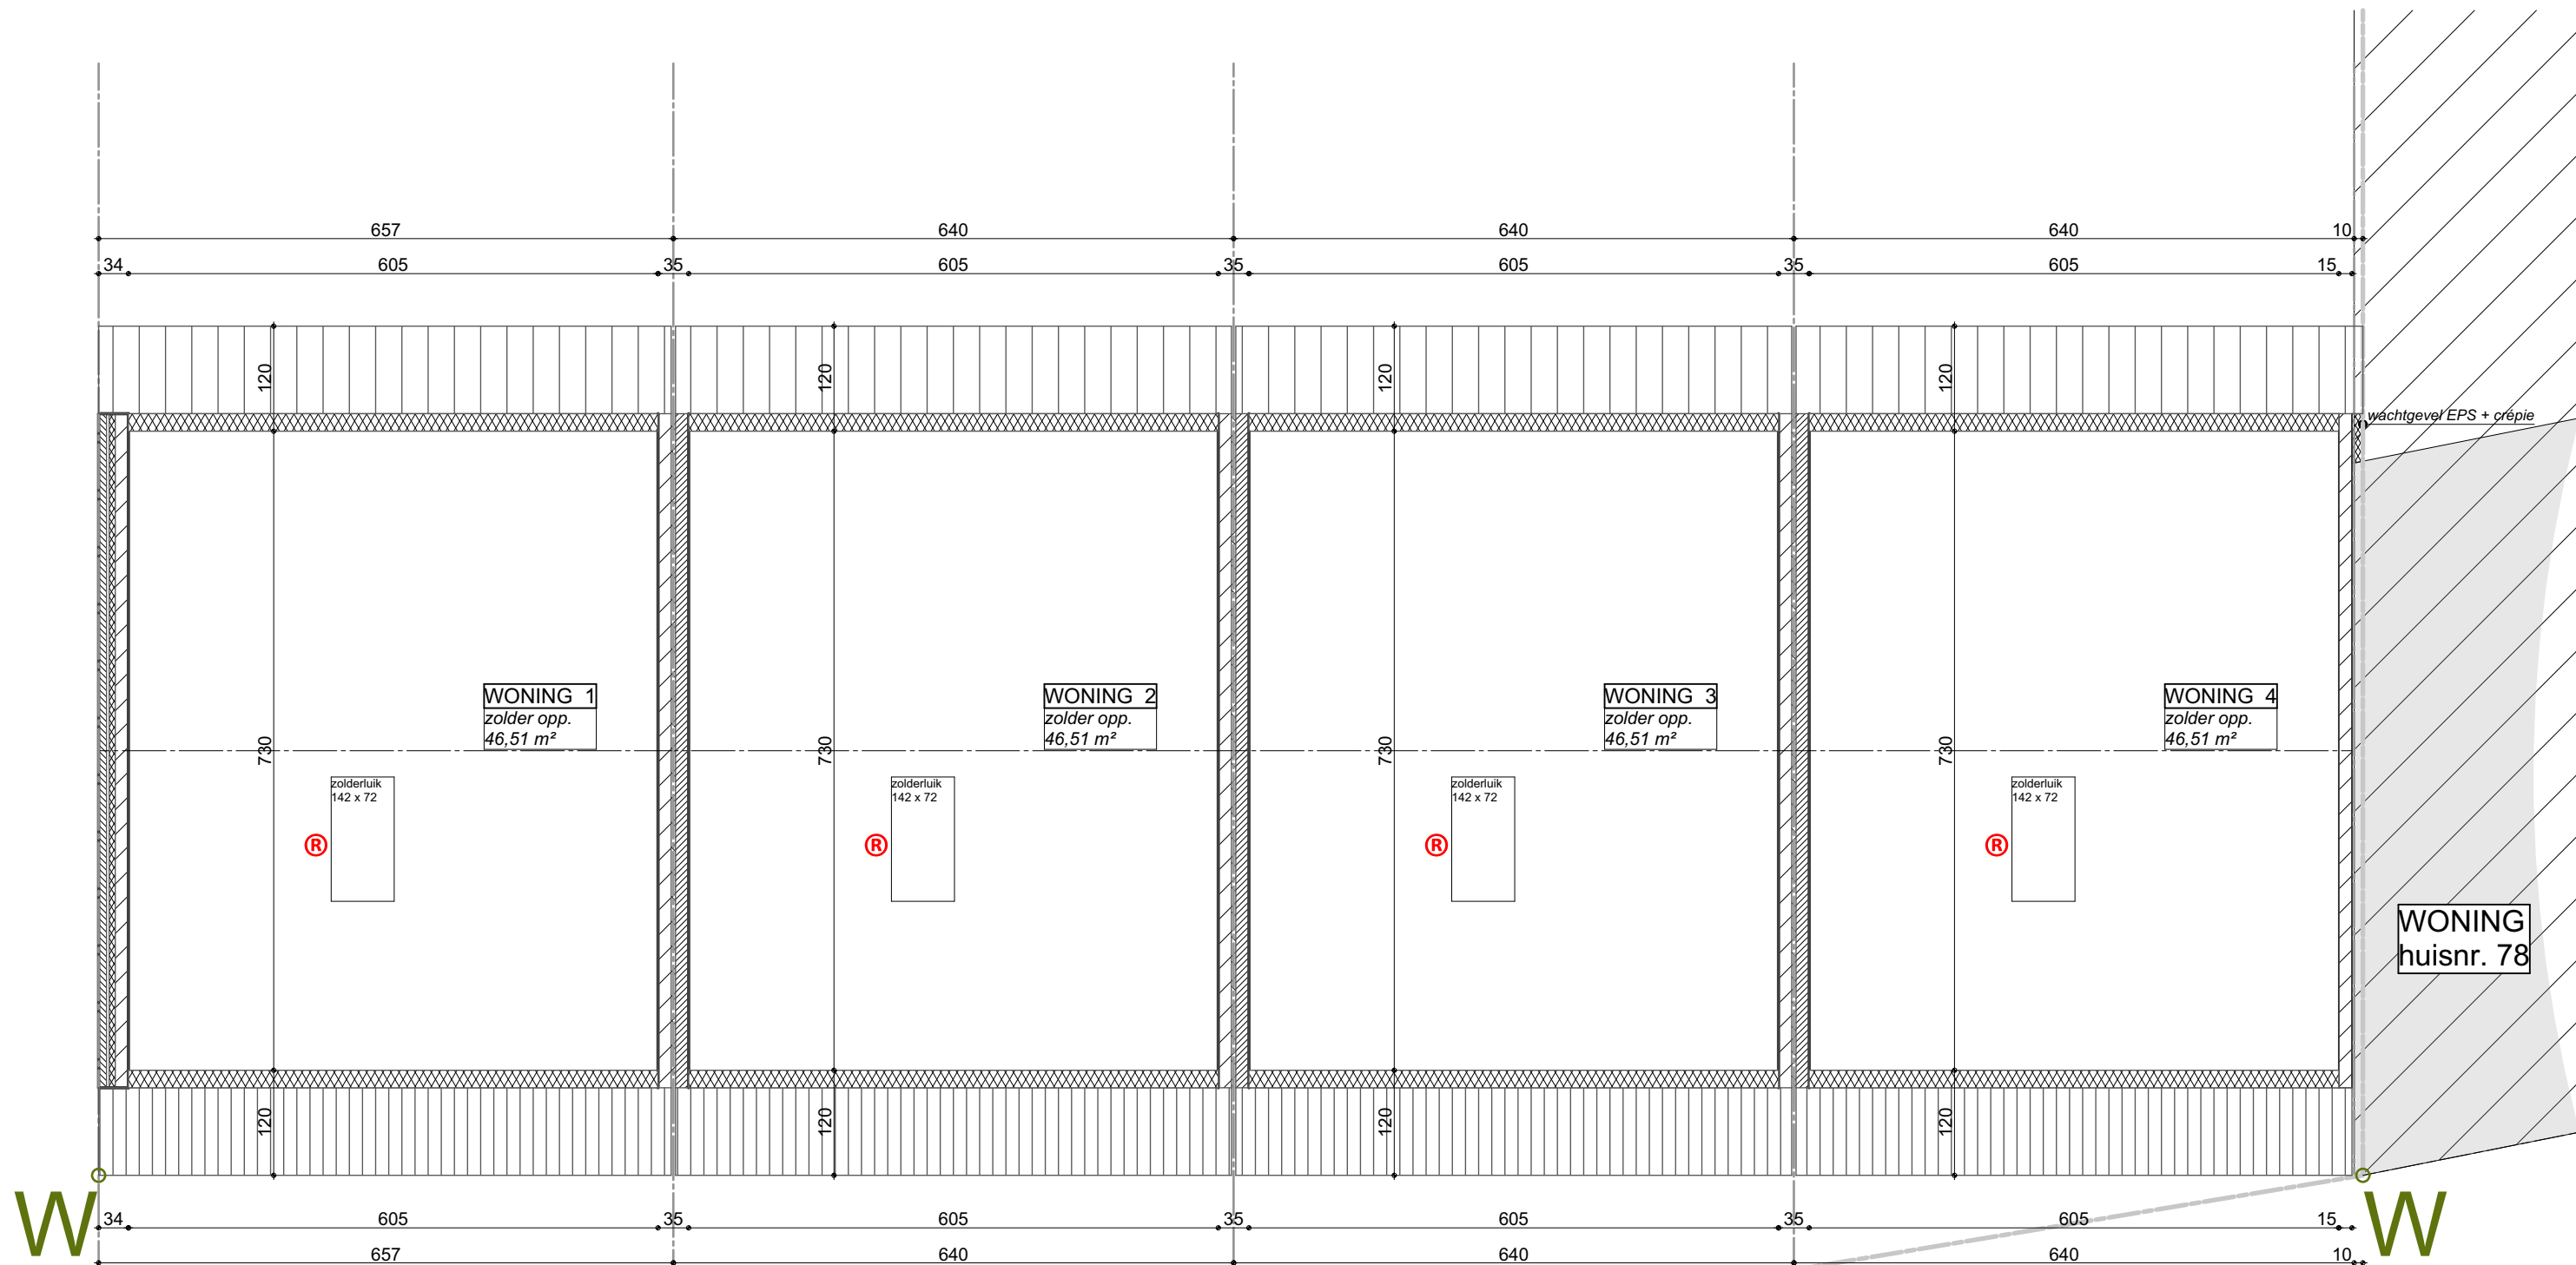 657 640 640 640 10
34 605 35 605 35 605 35 605 15
120 120 120 120
wachtgevel EPS + crépie
WONING 1 WONING 2 WONING 3 WONING 4
zolder opp. zolder opp. zolder opp. zolder opp.
46,51 m² 46,51 m² 46,51 m² 46,51 m²
730 730 730 730
zolderluik zolderluik zolderluik zolderluik
142 x 72 142 x 72 142 x 72 142 x 72
® ® ® ®
WONING
huisnr. 78
120 120 120 120
W W
34 605 35 605 35 605 35 605 15
657 640 640 640 10